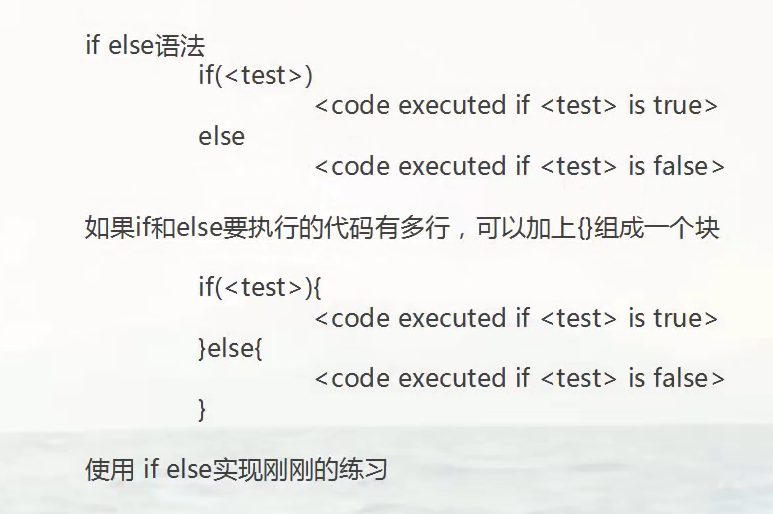 if else语法
if(<test>)
<code executed if <test> is true>
else
<code executed if <test> is false>
如果if和else要执行的代码有多行，可以加上{}组成一个块
if(<test>){
<code executed if <test> is true>
}else{
<code executed if <test> is false>
}
使用 if else实现刚刚的练习